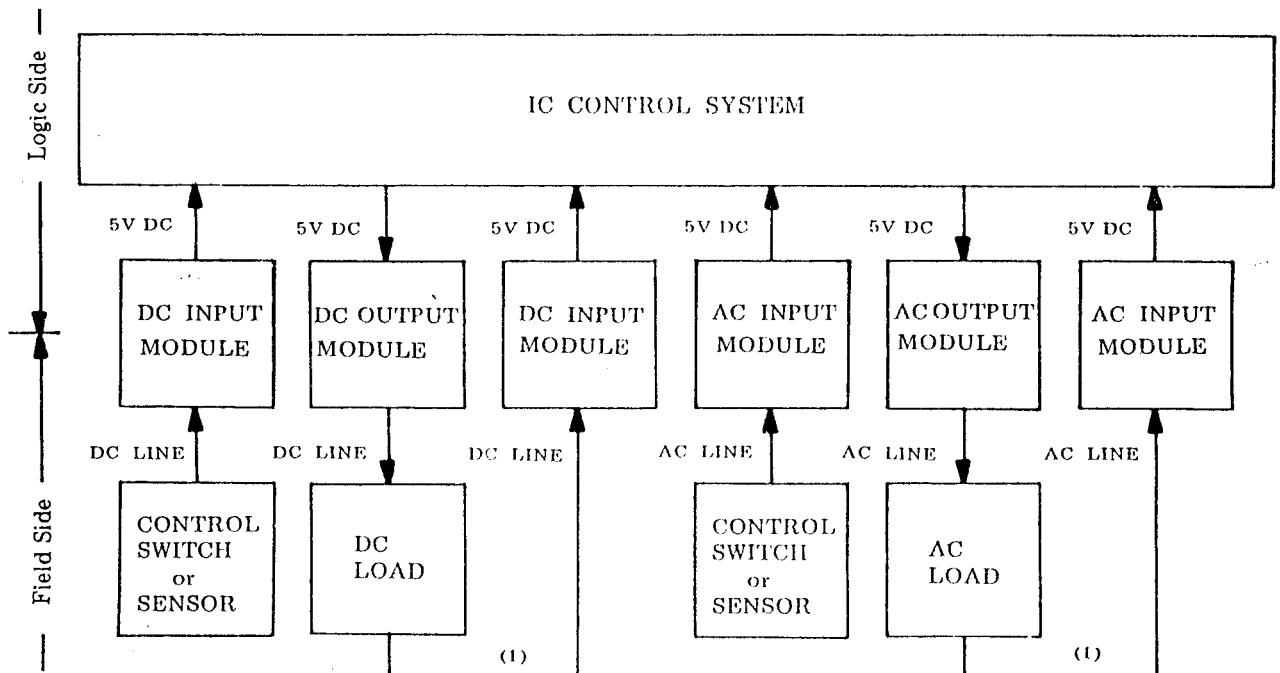 Logic Side
Field Side
IC CONTROL SYSTEM
5V DC
5V DC
5V DC
5V DC
5V DC
5V DC
DC INPUT
MODULE
DC OUTPUT
MODULE
DC INPUT
MODULE
AC INPUT
MODULE
AC OUTPUT
MODULE
AC INPUT
MODULE
DC LINE
DC LINE
DC LINE
AC LINE
AC LINE
AC LINE
CONTROL
SWITCH
or
SENSOR
DC
LOAD
CONTROL
SWITCH
or
SENSOR
AC
LOAD
(1)
(1)